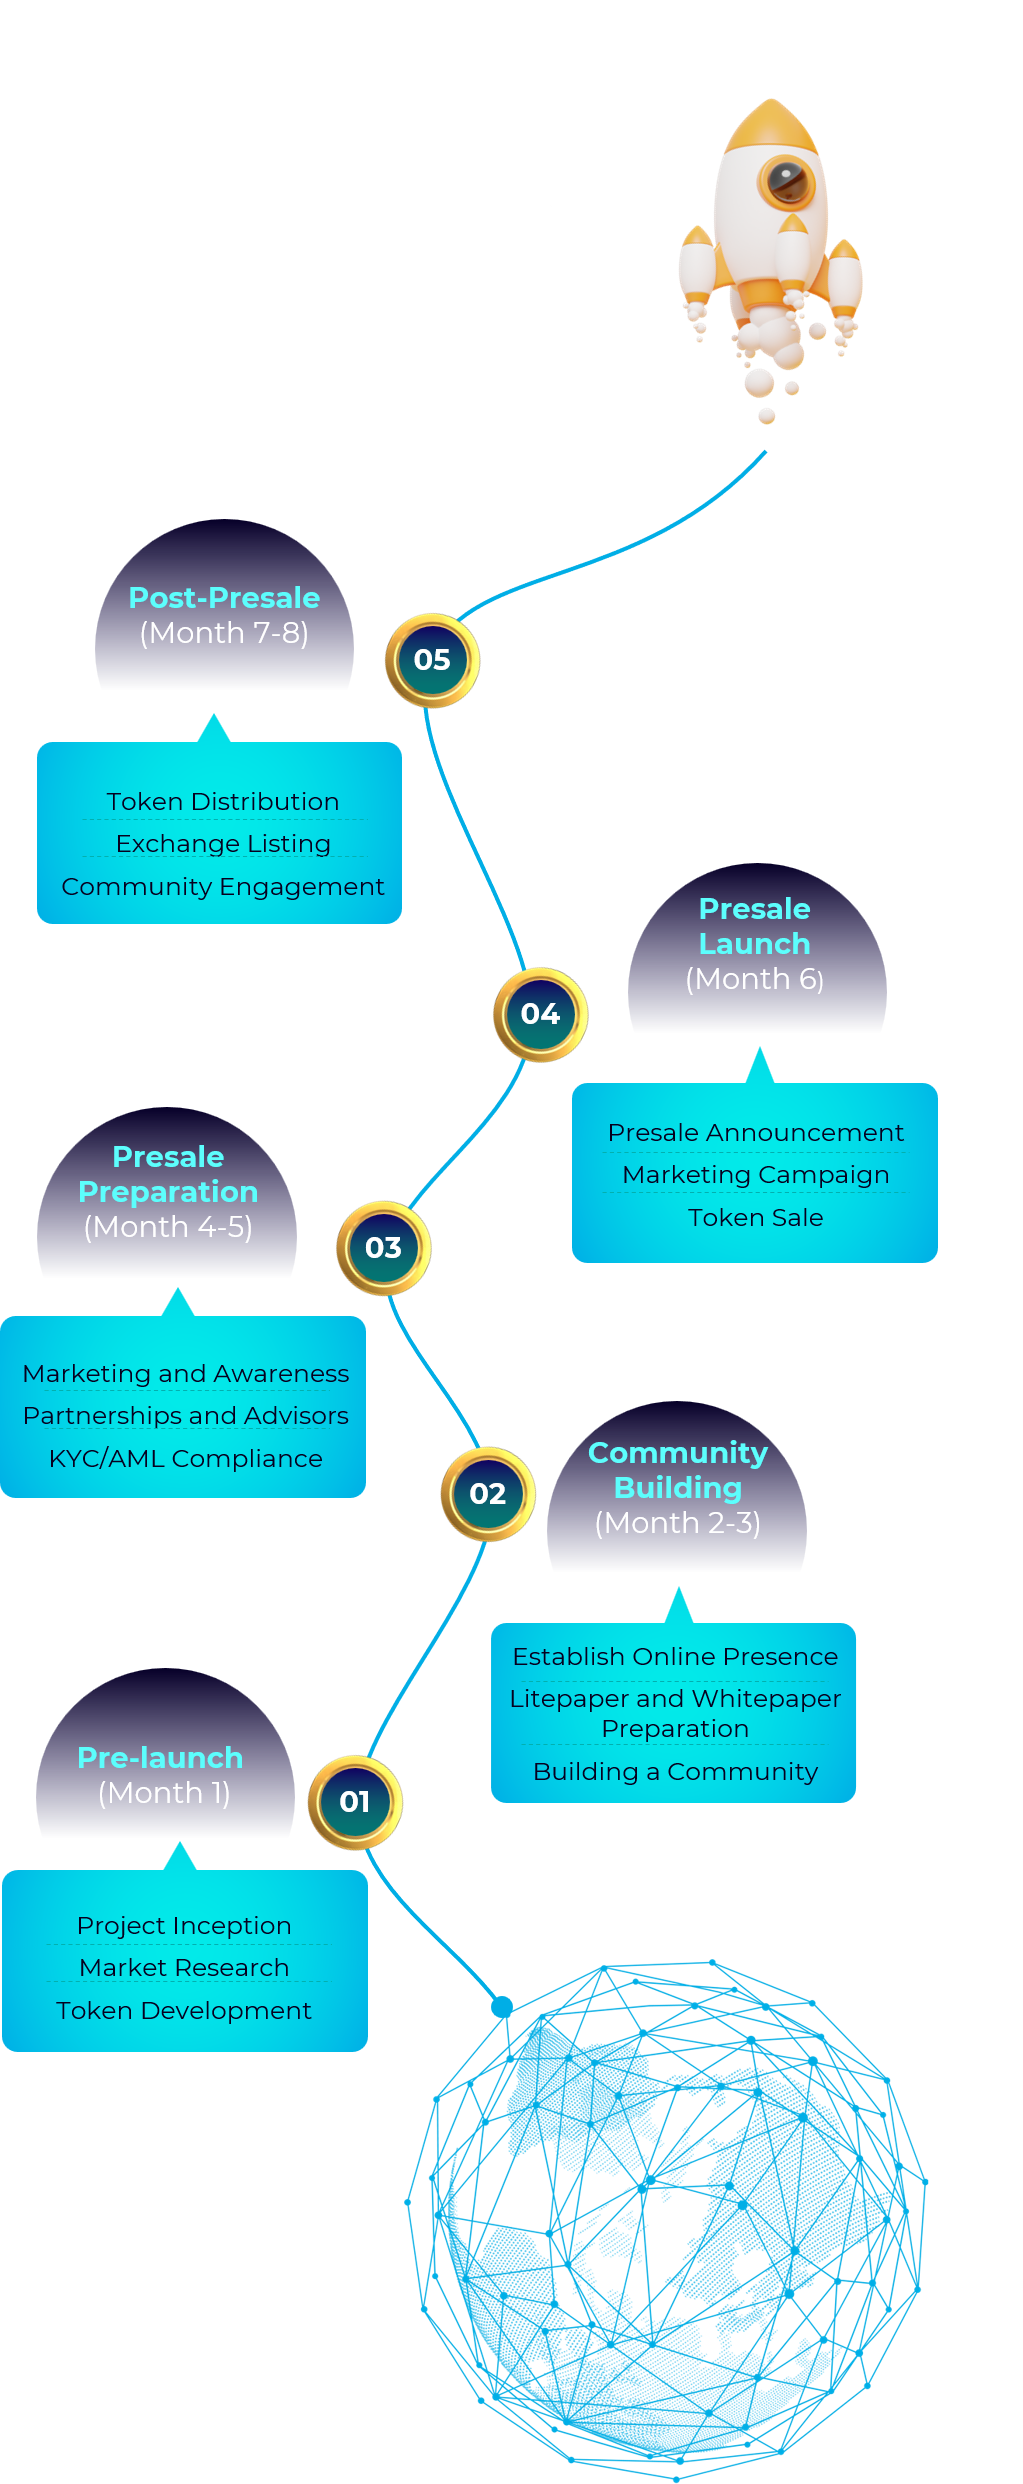 Post-Presale
(Month 7-8)
05
Token Distribution
Exchange Listing
Community Engagement
Presale
Launch
(Month 6)
04
Presale Announcement
Marketing Campaign
Token Sale
Presale
Preparation
(Month 4-5)
03
Marketing and Awareness
Partnerships and Advisors
KYC/AML Compliance
Community
Building
(Month 2-3)
02
Establish Online Presence
Litepaper and Whitepaper
Preparation
Building a Community
Pre-launch
(Month 1)
01
Project Inception
Market Research
Token Development